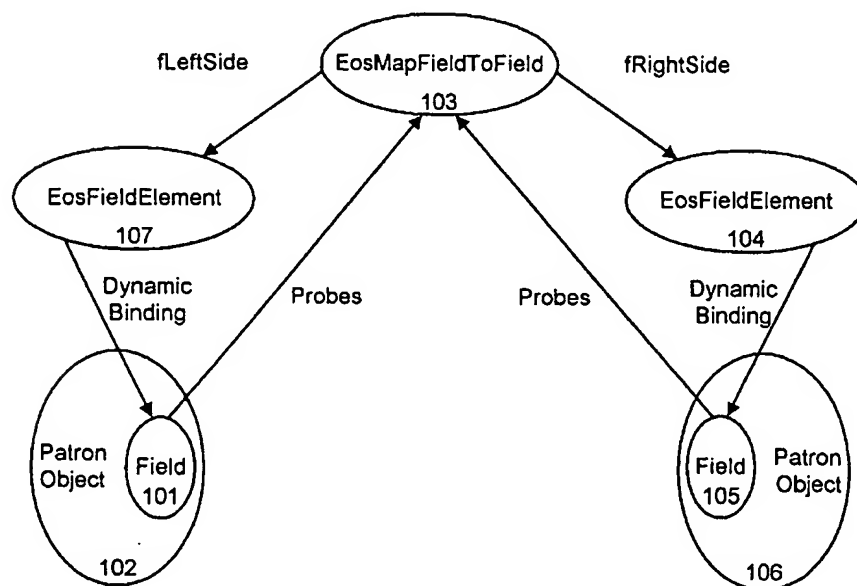 fLeftSide
EosMapFieldToField
103
fRightSide
EosFieldElement
107
EosFieldElement
104
Dynamic
Binding
Probes
Probes
Dynamic
Binding
Patron
Object
Field
101
102
Field
105
Patron
Object
106